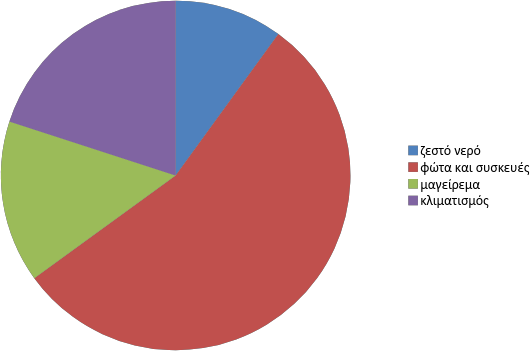 ζεστό νερό
φώτα και συσκευές
μαγείρεμα
κλιματισμός